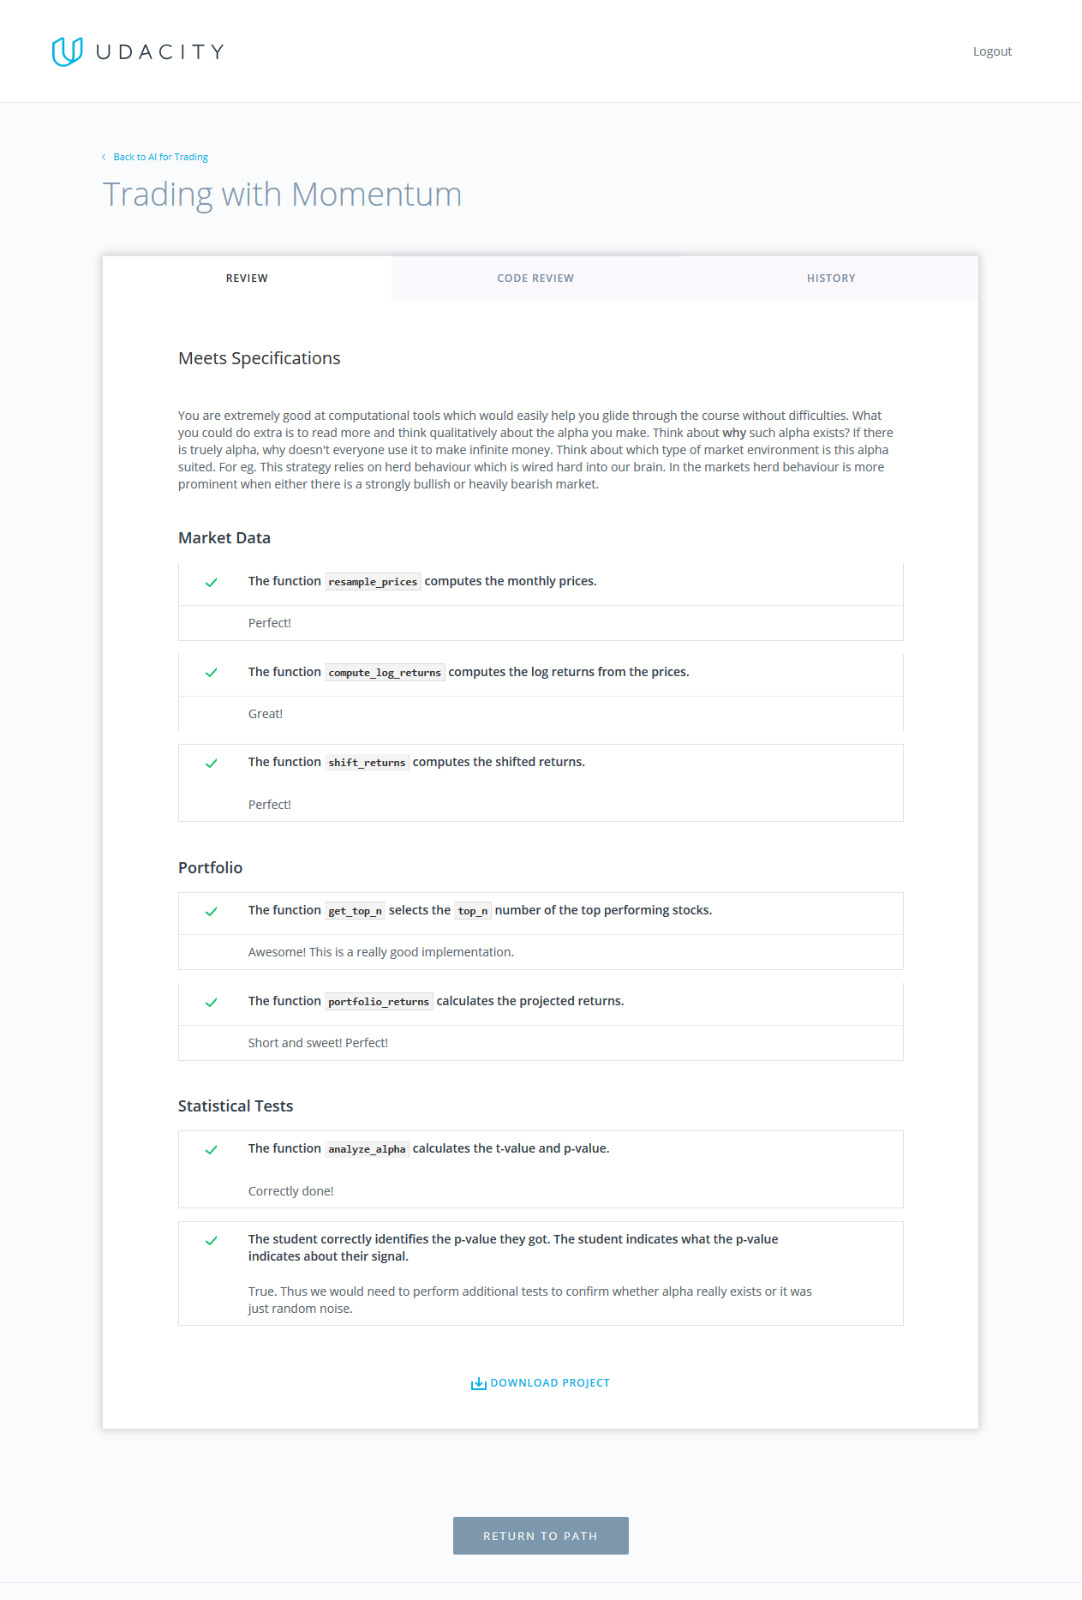 UDACITY
Logout
Back to AI for Trading
Trading with Momentum
REVIEW
CODE REVIEW
HISTORY
Meets Specifications
You are extremely good at computational tools which would easily help you glide through the course without difficulties. What
you could do extra is to read more and think qualitatively about the alpha you make. Think about why such alpha exists? If there
is truely alpha, why doesn't everyone use it to make infinite money. Think about which type of market environment is this alpha
suited. For eg. This strategy relies on herd behaviour which is wired hard into our brain. In the markets herd behaviour is more
prominent when either there is a strongly bullish or heavily bearish market.
Market Data
The function resample_prices computes the monthly prices.
Perfect!
The function compute_log_returns computes the log returns from the prices.
Great!
The function shift_returns computes the shifted returns.
Perfect!
Portfolio
The function get_top_n selects the top_n number of the top performing stocks.
Awesome! This is a really good implementation.
The function portfolio_returns calculates the projected returns.
Short and sweet! Perfect!
Statistical Tests
The function analyze_alpha calculates the t-value and p-value.
Correctly done!
The student correctly identifies the p-value they got. The student indicates what the p-value
indicates about their signal.
True. Thus we would need to perform additional tests to confirm whether alpha really exists or it was
just random noise.
DOWNLOAD PROJECT
RETURN TO PATH